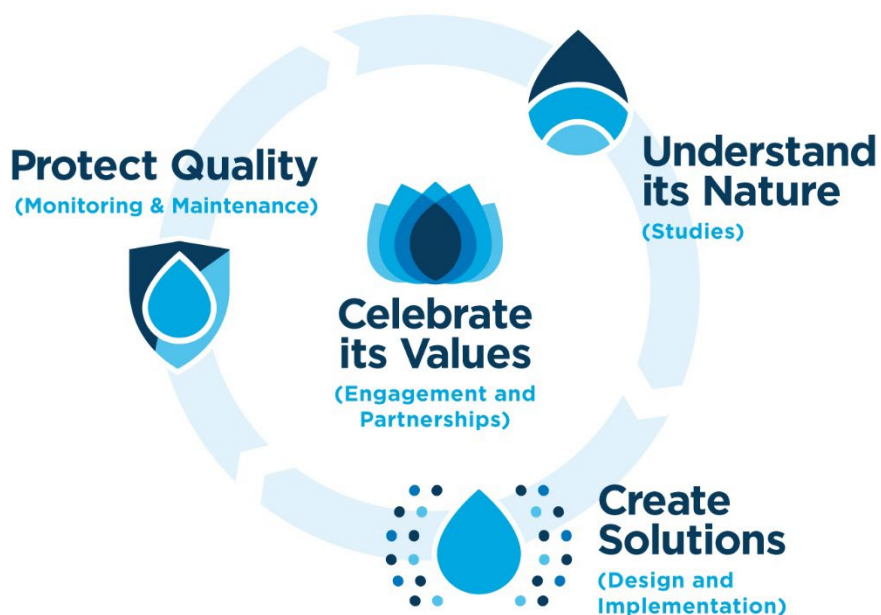 Protect Quality
(Monitoring & Maintenance)
Understand
its Nature
(Studies)
Celebrate
its Values
(Engagement and
Partnerships)
Create
Solutions
(Design and
Implementation)